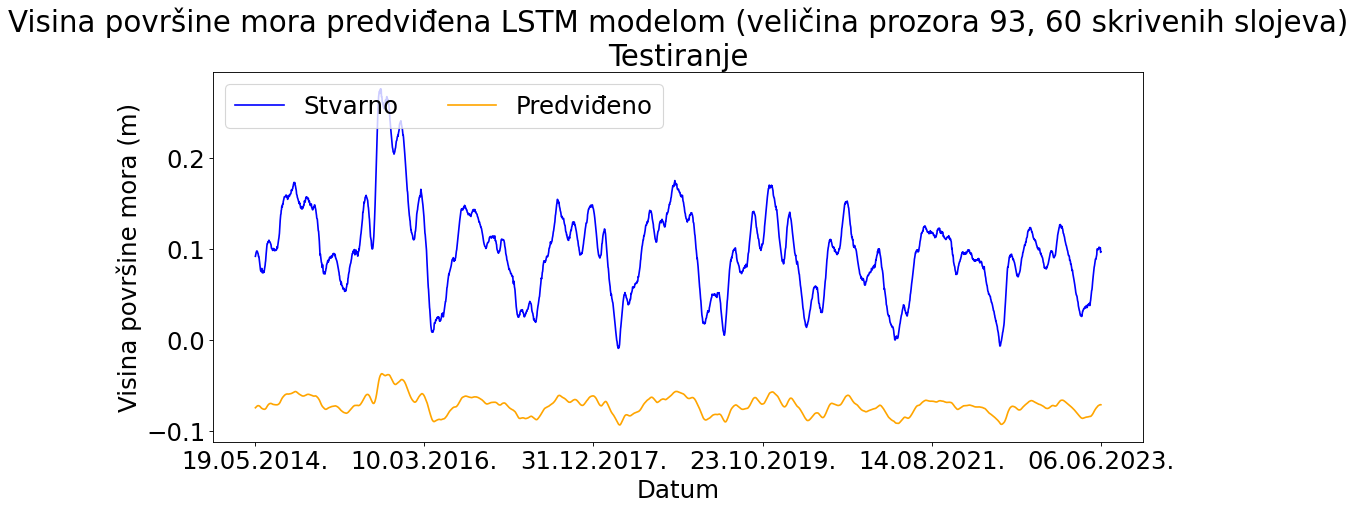 Visina površine mora predviđena LSTM modelom (veličina prozora 93, 60 skrivenih slojeva)
Testiranje
Stvarno Predviđeno
Visina površine mora (m)
0.2
0.1
0.0
−0.1
19.05.2014. 10.03.2016. 31.12.2017. 23.10.2019. 14.08.2021. 06.06.2023.
Datum